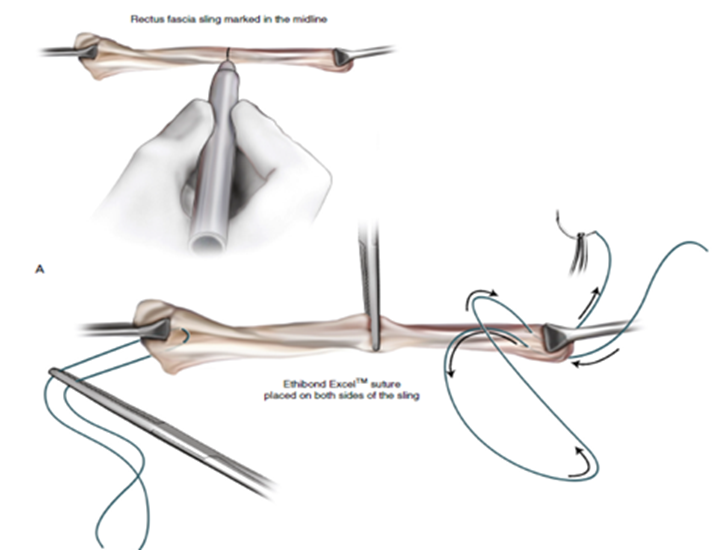 Rectus fascia sling marked in the midline
A
Ethibond Excel™ suture
placed on both sides of the sling